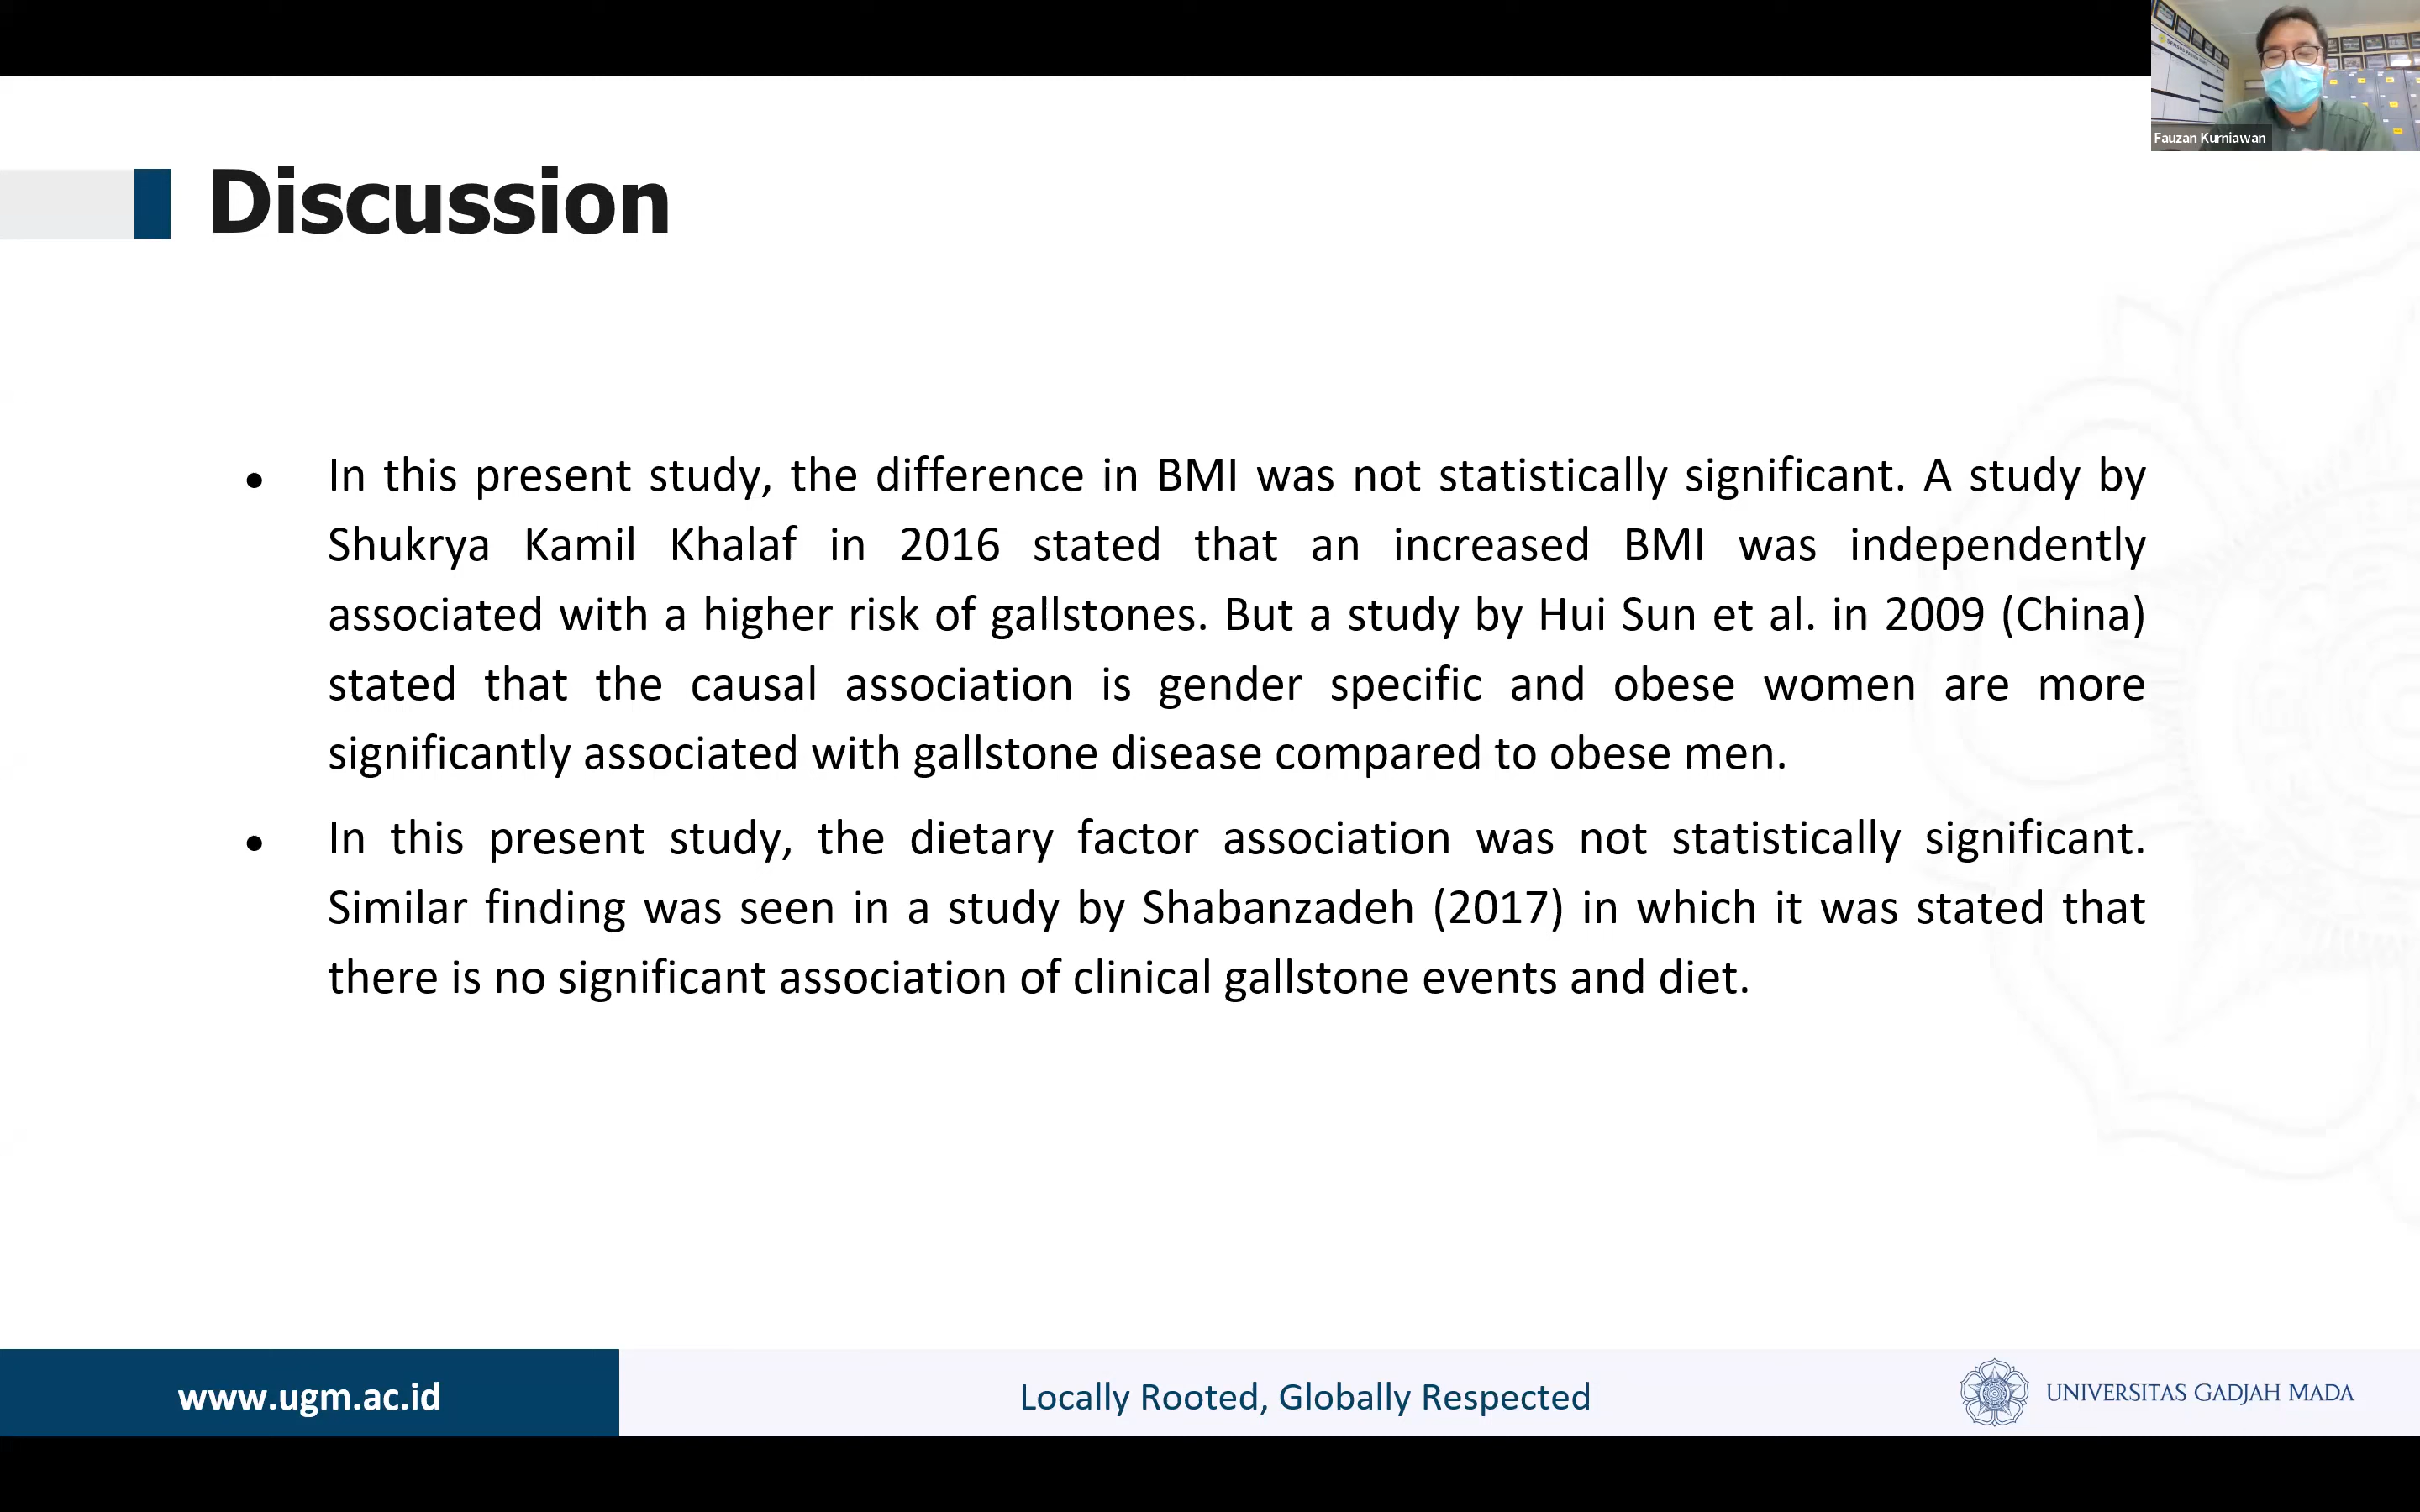 Fauzan Kurniawan
Discussion
• In this present study, the difference in BMI was not statistically significant. A study by
Shukrya Kamil Khalaf in 2016 stated that an increased BMI was independently
associated with a higher risk of gallstones. But a study by Hui Sun et al. in 2009 (China)
stated that the causal association is gender specific and obese women are more
significantly associated with gallstone disease compared to obese men.
• In this present study, the dietary factor association was not statistically significant.
Similar finding was seen in a study by Shabanzadeh (2017) in which it was stated that
there is no significant association of clinical gallstone events and diet.
www.ugm.ac.id
Locally Rooted, Globally Respected
UNIVERSITAS GADJAH MADA